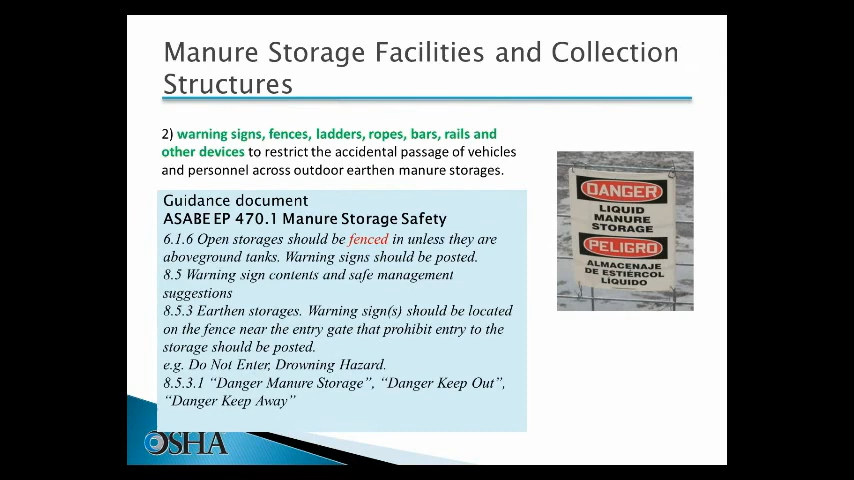 Manure Storage Facilities and Collection
Structures
2) warning signs, fences, ladders, ropes, bars, rails and
other devices to restrict the accidental passage of vehicles
and personnel across outdoor earthen manure storages.
Guidance document
ASABE EP 470.1 Manure Storage Safety
6.1.6 Open storages should be fenced in unless they are
aboveground tanks. Warning signs should be posted.
8.5 Warning sign contents and safe management
suggestions
8.5.3 Earthen storages. Warning sign(s) should be located
on the fence near the entry gate that prohibit entry to the
storage should be posted.
e.g. Do Not Enter, Drowning Hazard.
8.5.3.1 “Danger Manure Storage”, “Danger Keep Out”,
“Danger Keep Away”
DANGER
LIQUID
MANURE
STORAGE
PELIGRO
ALMACENAJE
DE ESTIÉRCOL
LÍQUIDO
OSHA